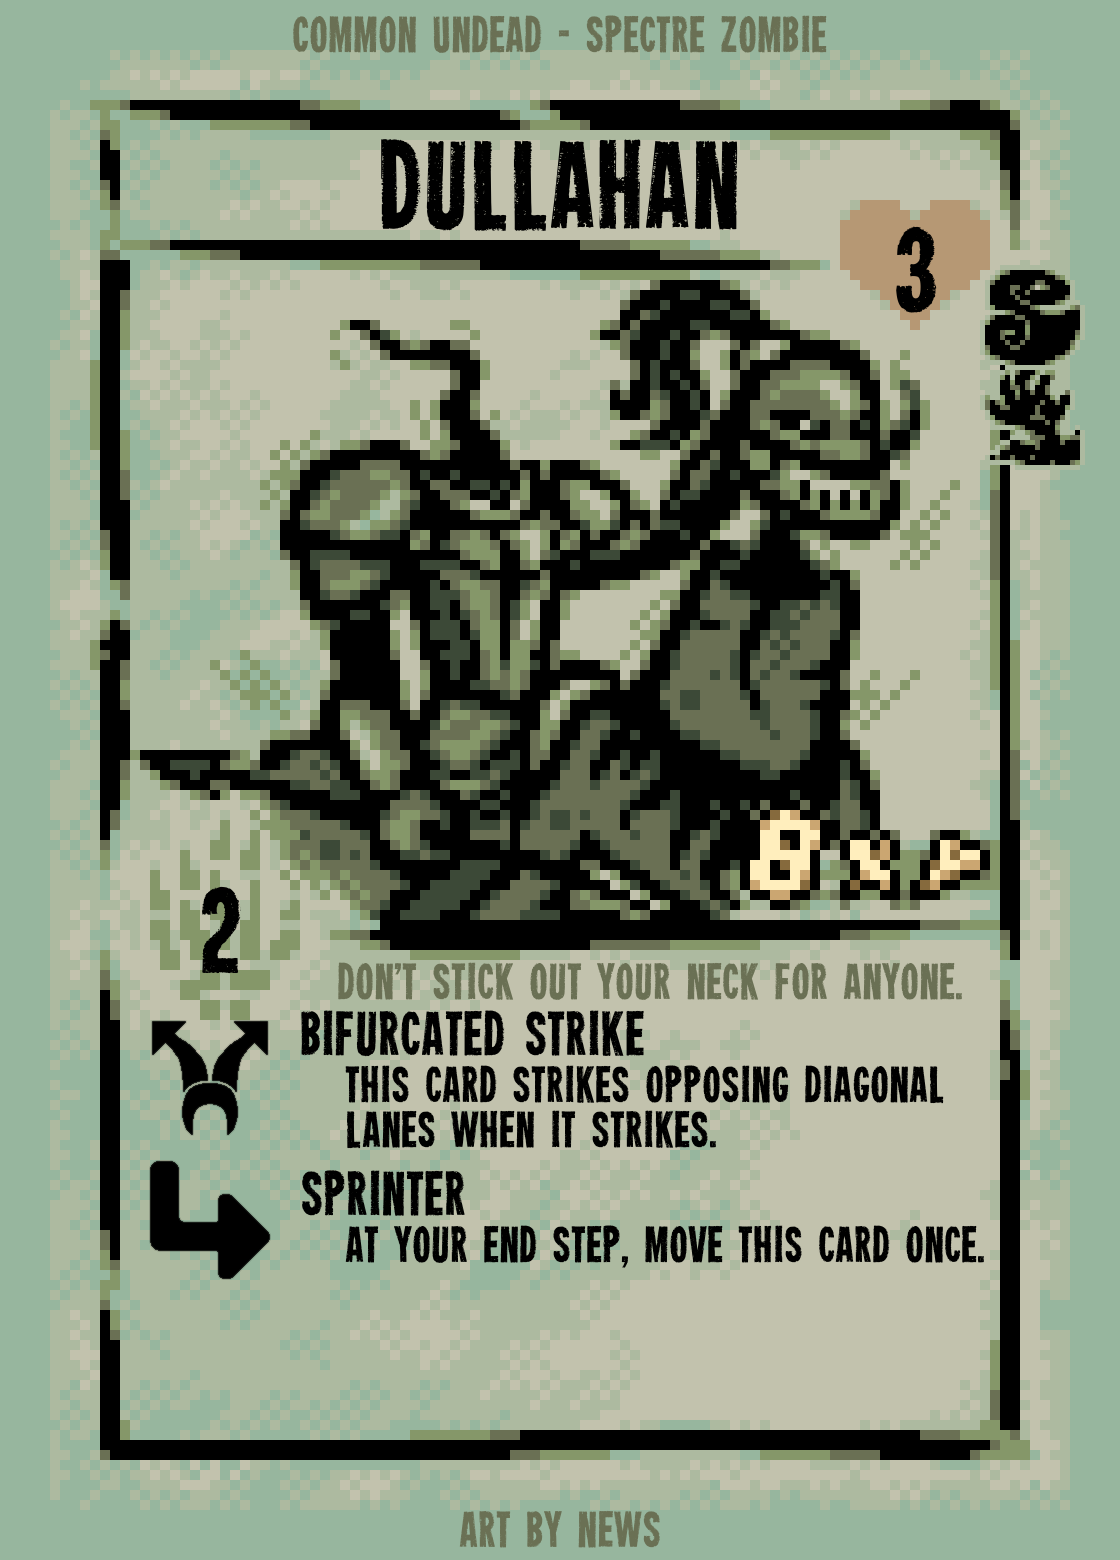 COMMON UNDEAD - SPECTRE ZOMBIE
DULLAHAN
3
8 x
2
DON'T STICK OUT YOUR NECK FOR ANYONE.
BIFURCATED STRIKE
THIS CARD STRIKES OPPOSING DIAGONAL
LANES WHEN IT STRIKES.
SPRINTER
AT YOUR END STEP, MOVE THIS CARD ONCE.
ART BY NEWS